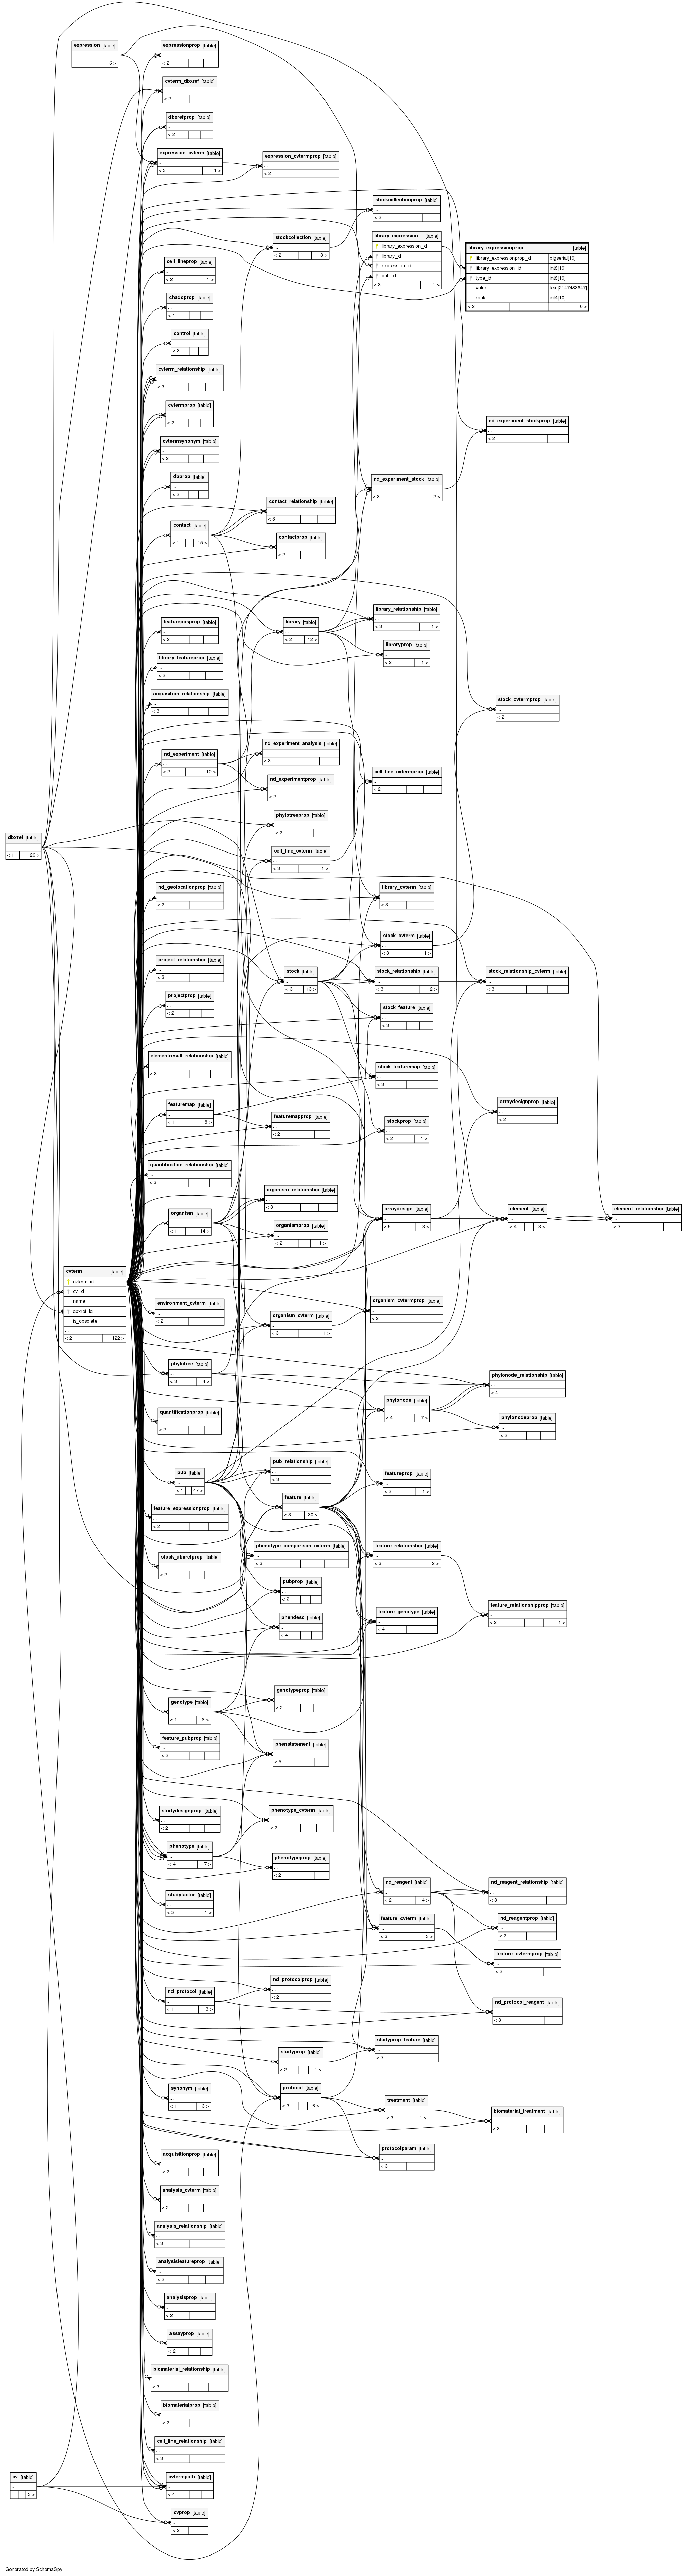 expression [table]
...
6 >
expressionprop [table]
...
< 2
cvterm_dbxref [table]
...
< 2
dbxrefprop [table]
...
< 2
expression_cvterm [table]
...
< 3 1 >
expression_cvtermprop [table]
...
< 2
stockcollectionprop [table]
...
< 2
stockcollection [table]
...
< 2 3 >
library_expression [table]
library_expression_id
library_id
expression_id
pub_id
< 3 1 >
library_expressionprop [table]
library_expressionprop_id bigserial[19]
library_expression_id int8[19]
type_id int8[19]
value text[2147483647]
rank int4[10]
< 2 0 >
cell_lineprop [table]
...
< 2 1 >
chadoprop [table]
...
< 1
control [table]
...
< 3
cvterm_relationship [table]
...
< 3
cvtermprop [table]
...
< 2
cvtermsynonym [table]
...
< 2
dbprop [table]
...
< 2
nd_experiment_stockprop [table]
...
< 2
nd_experiment_stock [table]
...
< 3 2 >
contact_relationship [table]
...
< 3
contact [table]
...
< 1 15 >
contactprop [table]
...
< 2
library_relationship [table]
...
< 3 1 >
library [table]
...
< 2 12 >
featureposprop [table]
...
< 2
libraryprop [table]
...
< 2 1 >
library_featureprop [table]
...
< 2
acquisition_relationship [table]
...
< 3
stock_cvtermprop [table]
...
< 2
nd_experiment_analysis [table]
...
< 3
nd_experiment [table]
...
< 2 10 >
cell_line_cvtermprop [table]
...
< 2
nd_experimentprop [table]
...
< 2
phylotreeprop [table]
...
< 2
dbxref [table]
...
< 1 26 >
cell_line_cvterm [table]
...
< 3 1 >
nd_geolocationprop [table]
...
< 2
library_cvterm [table]
...
< 3
stock_cvterm [table]
...
< 3 1 >
project_relationship [table]
...
< 3
stock [table]
...
< 3 13 >
stock_relationship [table]
...
< 3 2 >
stock_relationship_cvterm [table]
...
< 3
projectprop [table]
...
< 2
stock_feature [table]
...
< 3
elementresult_relationship [table]
...
< 3
stock_featuremap [table]
...
< 3
featuremap [table]
...
< 1 8 >
featuremapprop [table]
...
< 2
stockprop [table]
...
< 2 1 >
arraydesignprop [table]
...
< 2
quantification_relationship [table]
...
< 3
organism_relationship [table]
...
< 3
organism [table]
...
< 1 14 >
organismprop [table]
...
< 2 1 >
arraydesign [table]
...
< 5 3 >
element [table]
...
< 4 3 >
element_relationship [table]
...
< 3
cvterm [table]
cvterm_id
cv_id
name
dbxref_id
is_obsolete
...
< 2 122 >
environment_cvterm [table]
...
< 2
organism_cvterm [table]
...
< 3 1 >
organism_cvtermprop [table]
...
< 2
phylotree [table]
...
< 3 4 >
phylonode_relationship [table]
...
< 4
phylonode [table]
...
< 4 7 >
phylonodeprop [table]
...
< 2
quantificationprop [table]
...
< 2
pub [table]
...
< 1 47 >
pub_relationship [table]
...
< 3
featureprop [table]
...
< 2 1 >
feature [table]
...
< 3 30 >
feature_expressionprop [table]
...
< 2
stock_dbxrefprop [table]
...
< 2
phenotype_comparison_cvterm [table]
...
< 3
feature_relationship [table]
...
< 3 2 >
pubprop [table]
...
< 2
phendesc [table]
...
< 4
feature_genotype [table]
...
< 4
feature_relationshipprop [table]
...
< 2 1 >
genotype [table]
...
< 1 8 >
genotypeprop [table]
...
< 2
feature_pubprop [table]
...
< 2
phenstatement [table]
...
< 5
studydesignprop [table]
...
< 2
phenotype_cvterm [table]
...
< 2
phenotype [table]
...
< 4 7 >
phenotypeprop [table]
...
< 2
studyfactor [table]
...
< 2 1 >
nd_reagent [table]
...
< 2 4 >
nd_reagent_relationship [table]
...
< 3
feature_cvterm [table]
...
< 3 3 >
nd_reagentprop [table]
...
< 2
feature_cvtermprop [table]
...
< 2
nd_protocol [table]
...
< 1 3 >
nd_protocolprop [table]
...
< 2
nd_protocol_reagent [table]
...
< 3
studyprop_feature [table]
...
< 3
studyprop [table]
...
< 2 1 >
synonym [table]
...
< 1 3 >
protocol [table]
...
< 3 6 >
treatment [table]
...
< 3 1 >
biomaterial_treatment [table]
...
< 3
protocolparam [table]
...
< 3
acquisitionprop [table]
...
< 2
analysis_cvterm [table]
...
< 2
analysis_relationship [table]
...
< 3
analysisfeatureprop [table]
...
< 2
analysisprop [table]
...
< 2
assayprop [table]
...
< 2
biomaterial_relationship [table]
...
< 3
biomaterialprop [table]
...
< 2
cell_line_relationship [table]
...
< 3
cv [table]
...
3 >
cvtermpath [table]
...
< 4
cvprop [table]
...
< 2
Generated by SchemaSpy